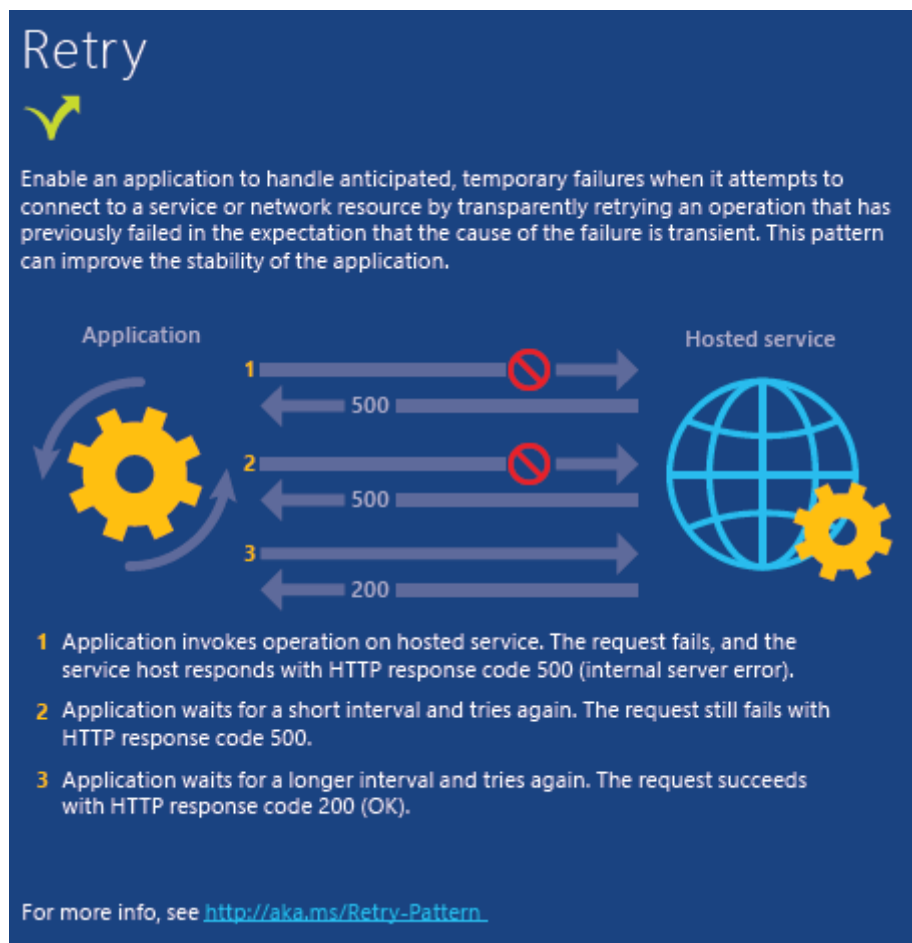 Retry
Enable an application to handle anticipated, temporary failures when it attempts to
connect to a service or network resource by transparently retrying an operation that has
previously failed in the expectation that the cause of the failure is transient. This pattern
can improve the stability of the application.
Application
Hosted service
1
500
2
500
3
200
1 Application invokes operation on hosted service. The request fails, and the
service host responds with HTTP response code 500 (internal server error).
2 Application waits for a short interval and tries again. The request still fails with
HTTP response code 500.
3 Application waits for a longer interval and tries again. The request succeeds
with HTTP response code 200 (OK).
For more info, see http://aka.ms/Retry-Pattern